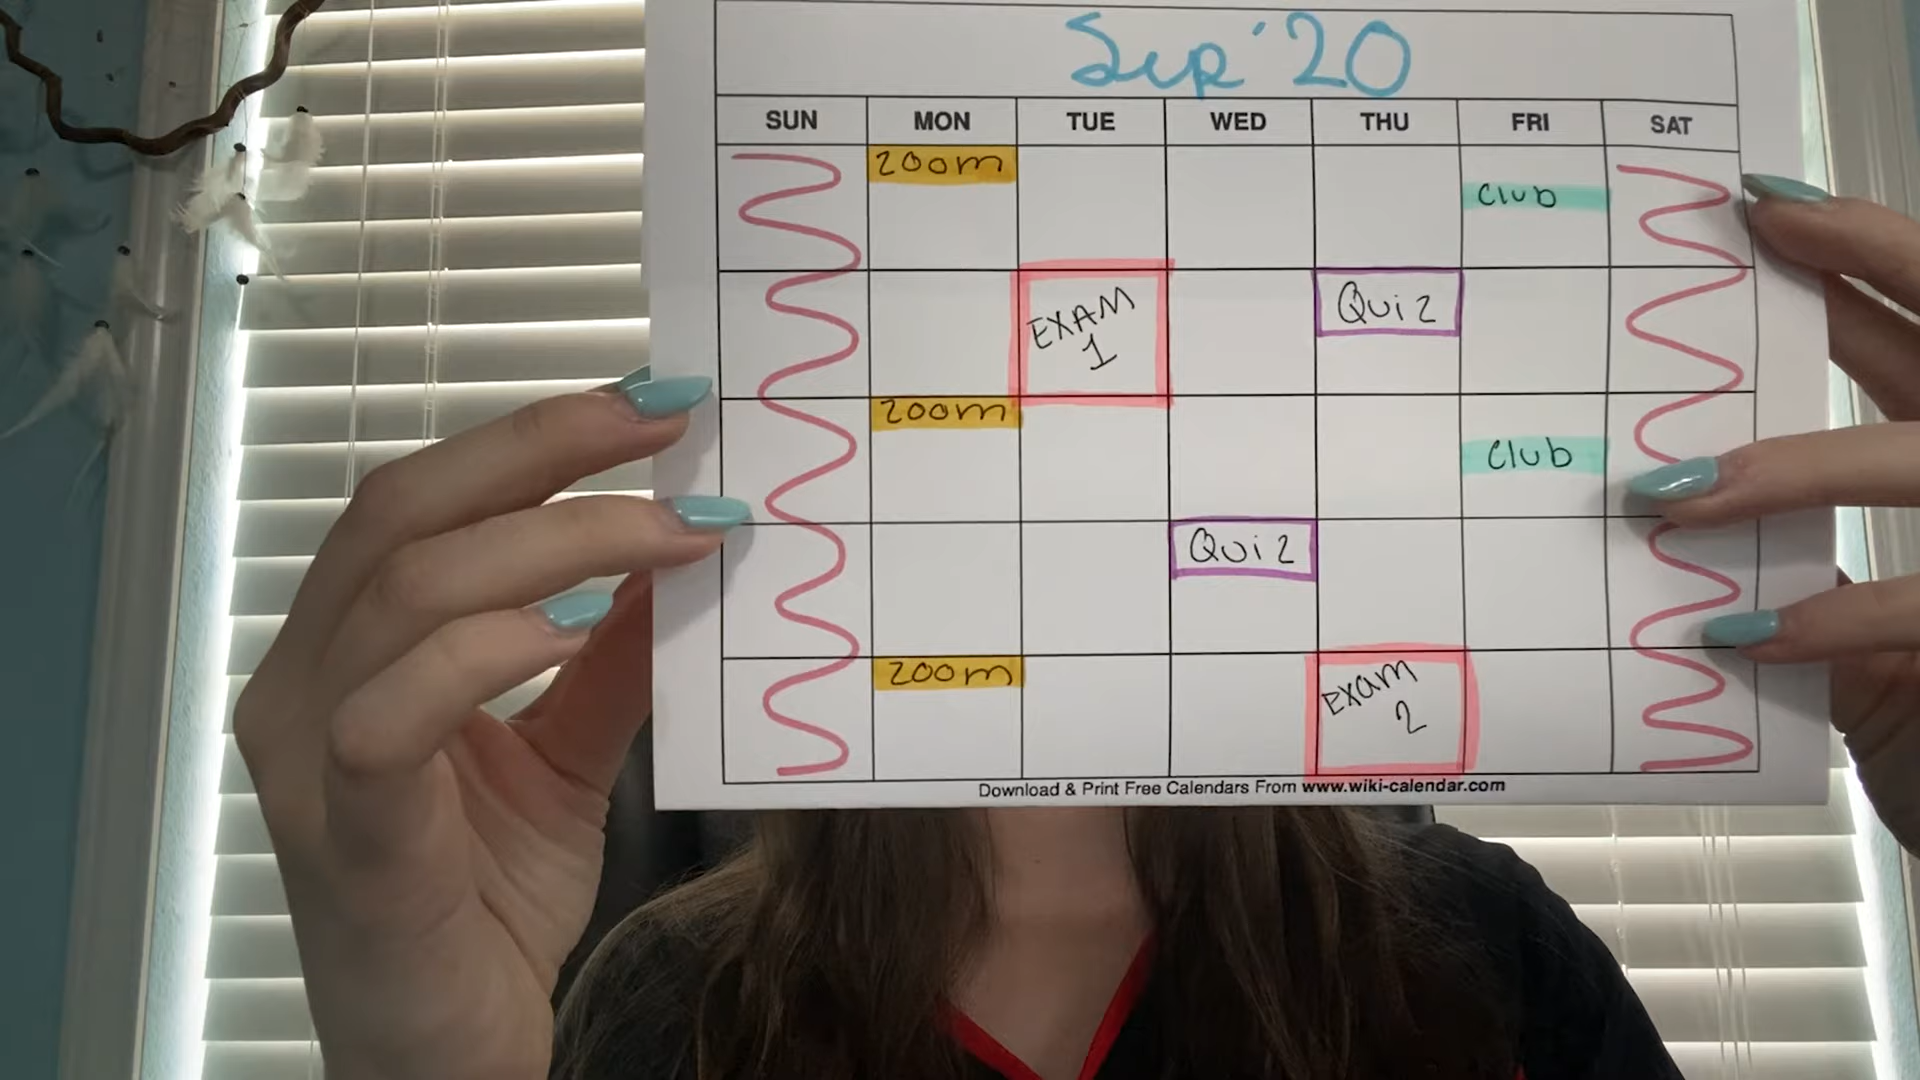 Sep '20
SUN MON TUE WED THU FRI SAT
zoom
Club
EXAM
1
Quiz
zoom
Club
Quiz
zoom
Exam
2
Download & Print Free Calendars From www.wiki-calendar.com